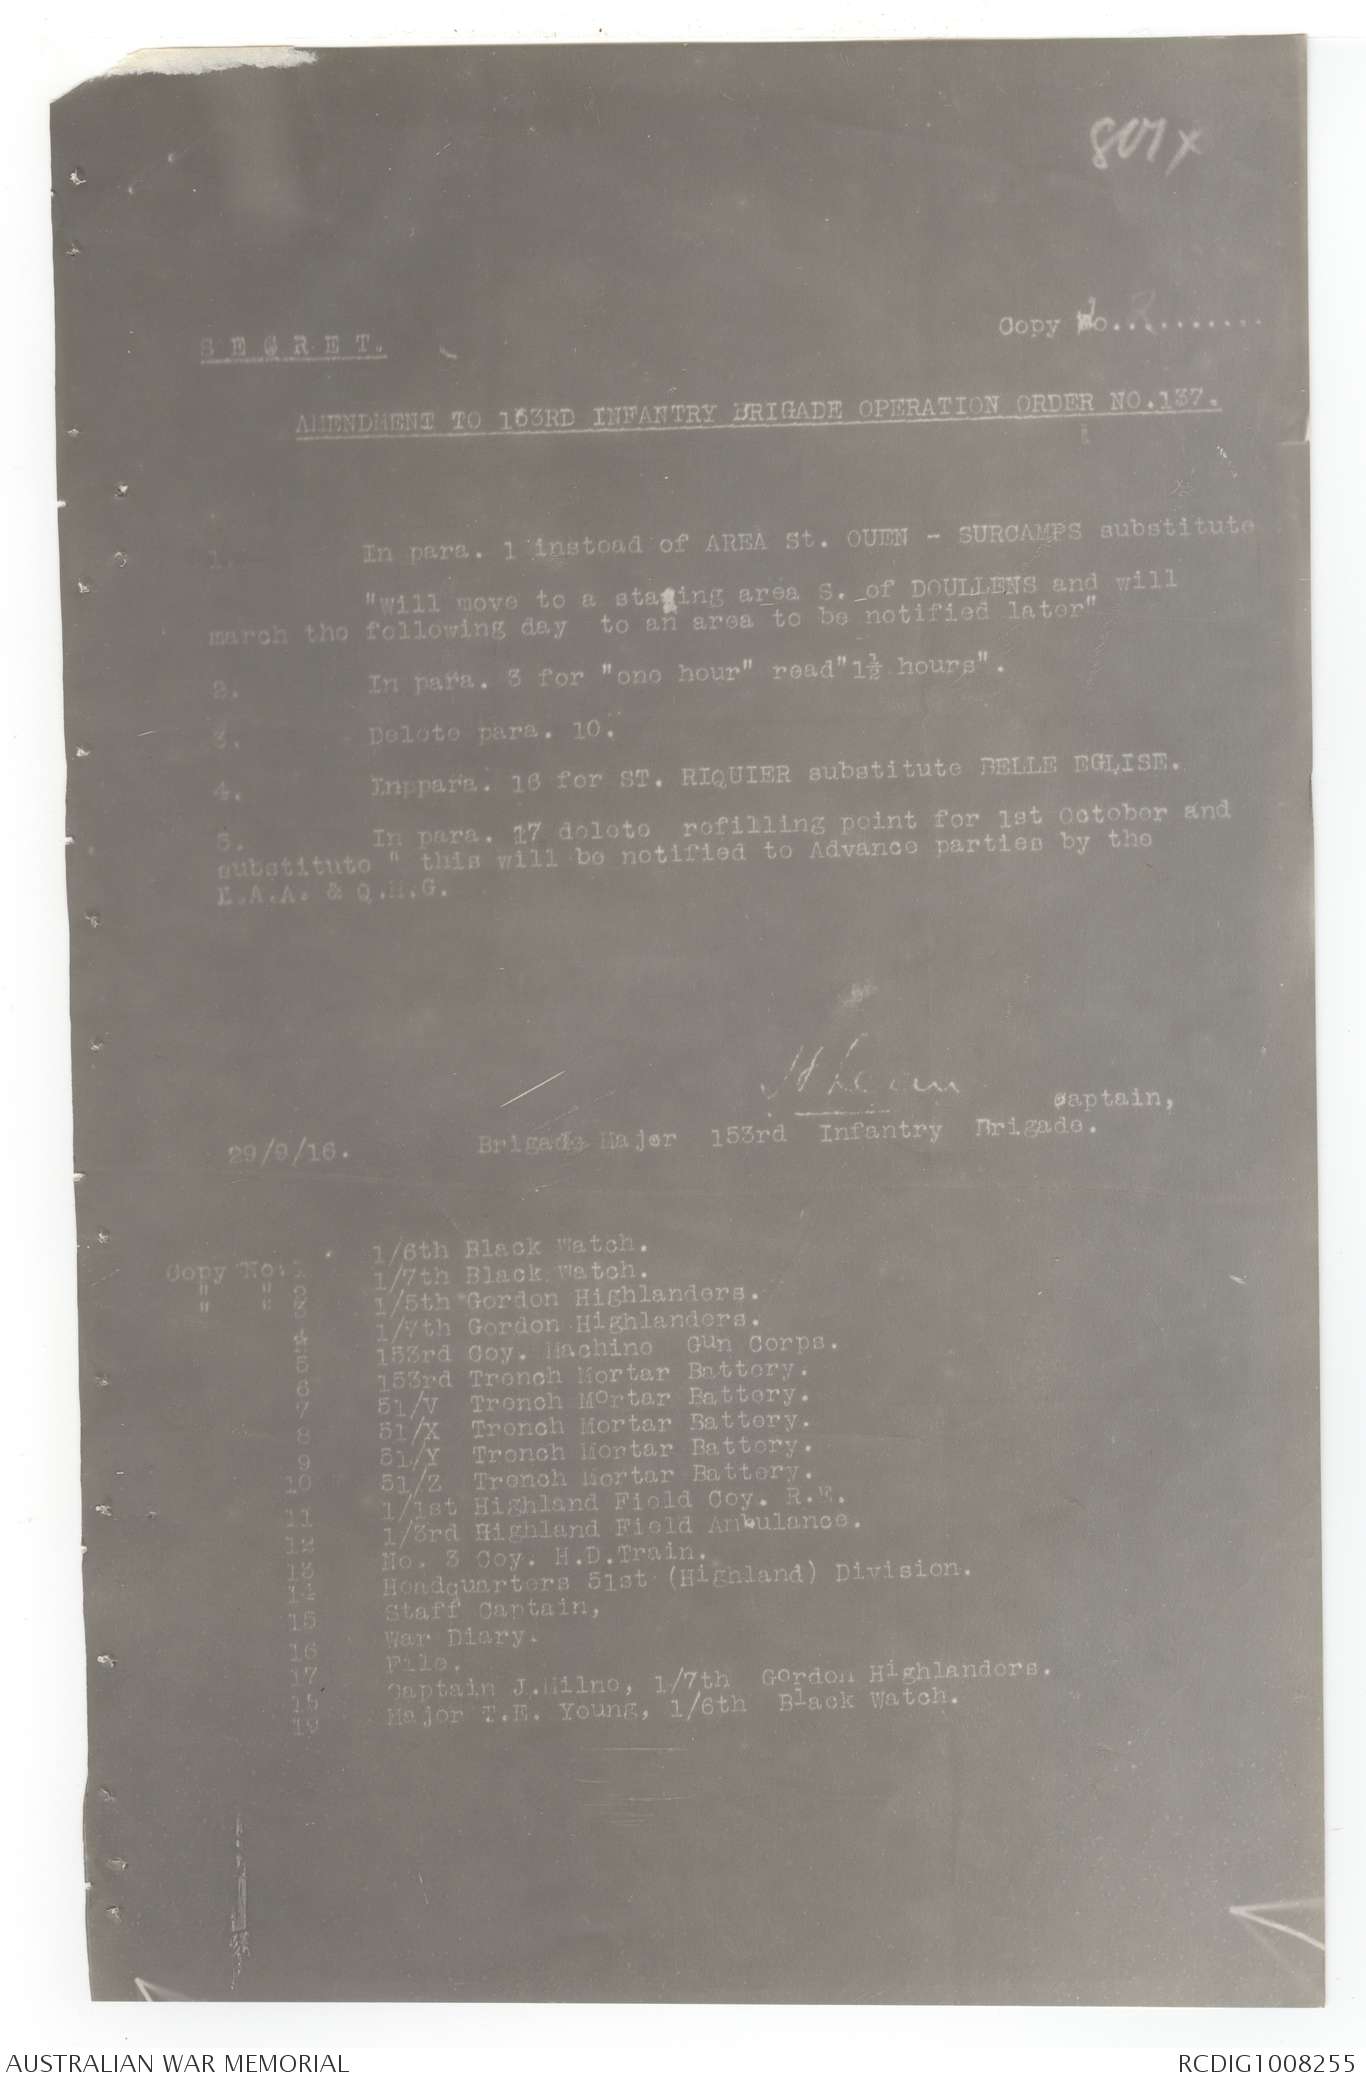 Copy No. 2..........
S E C R E T.
AMENDMENT TO 153RD INFANTRY BRIGADE OPERATION ORDER NO.137.
1. In para. 1 instead of AREA St. OUEN - SURCAMPS substitute
"will move to a staging area S. of DOULLENS and will
march the following day to an area to be notified later"
2. In para. 3 for "one hour" read "1½ hours".
3. Delete para. 10.
4. Inppara. 16 for ST. RIQUIER substitute BELLE EGLISE.
5. In para. 17 delete refilling point for 1st October and
substitute " this will be notified to Advance parties by the
D.A.A. & Q.M.G.
Captain,
29/9/16. Brigade Major 153rd Infantry Brigade.
Copy No. 1 1/6th Black Watch.
" " 2 1/7th Black Watch.
" " 3 1/5th Gordon Highlanders.
4 1/7th Gordon Highlanders.
5 153rd Coy. Machine Gun Corps.
6 153rd Trench Mortar Battery.
7 51/V Trench Mortar Battery.
8 51/X Trench Mortar Battery.
9 51/Y Trench Mortar Battery.
10 51/Z Trench Mortar Battery.
11 1/1st Highland Field Coy. R.E.
12 1/3rd Highland Field Ambulance.
13 No. 3 Coy. H.D.Train.
14 Headquarters 51st (Highland) Division.
15 Staff Captain,
16 War Diary.
17 File.
18 Captain J.Milne, 1/7th Gordon Highlanders.
19 Major T.E. Young, 1/6th Black Watch.
AUSTRALIAN WAR MEMORIAL
RCDIG1008255